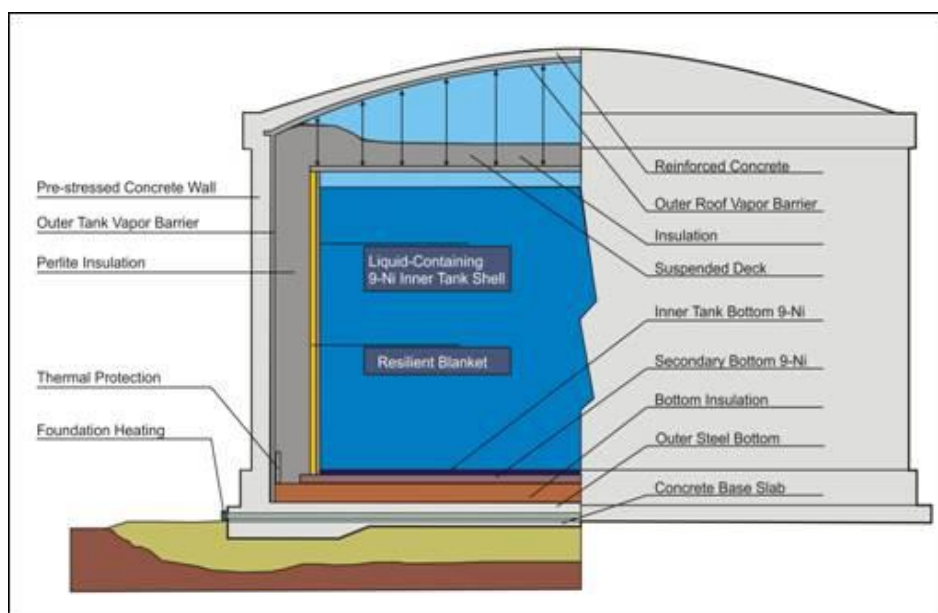 Pre-stressed Concrete Wall
Outer Tank Vapor Barrier
Perlite Insulation
Thermal Protection
Foundation Heating
Liquid-Containing
9-Ni Inner Tank Shell
Resilient Blanket
Reinforced Concrete
Outer Roof Vapor Barrier
Insulation
Suspended Deck
Inner Tank Bottom 9-Ni
Secondary Bottom 9-Ni
Bottom Insulation
Outer Steel Bottom
Concrete Base Slab